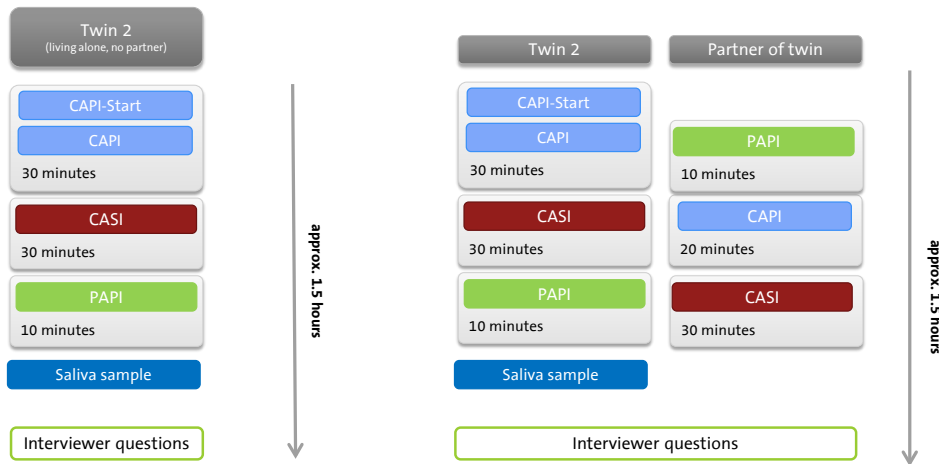 Twin 2
(living alone, no partner)
CAPI-Start
CAPI
30 minutes
CASI
30 minutes
PAPI
10 minutes
Saliva sample
Interviewer questions
approx. 1.5 hours
Twin 2
CAPI-Start
CAPI
30 minutes
CASI
30 minutes
PAPI
10 minutes
Saliva sample
Partner of twin
PAPI
10 minutes
CAPI
20 minutes
CASI
30 minutes
Interviewer questions
approx. 1.5 hours